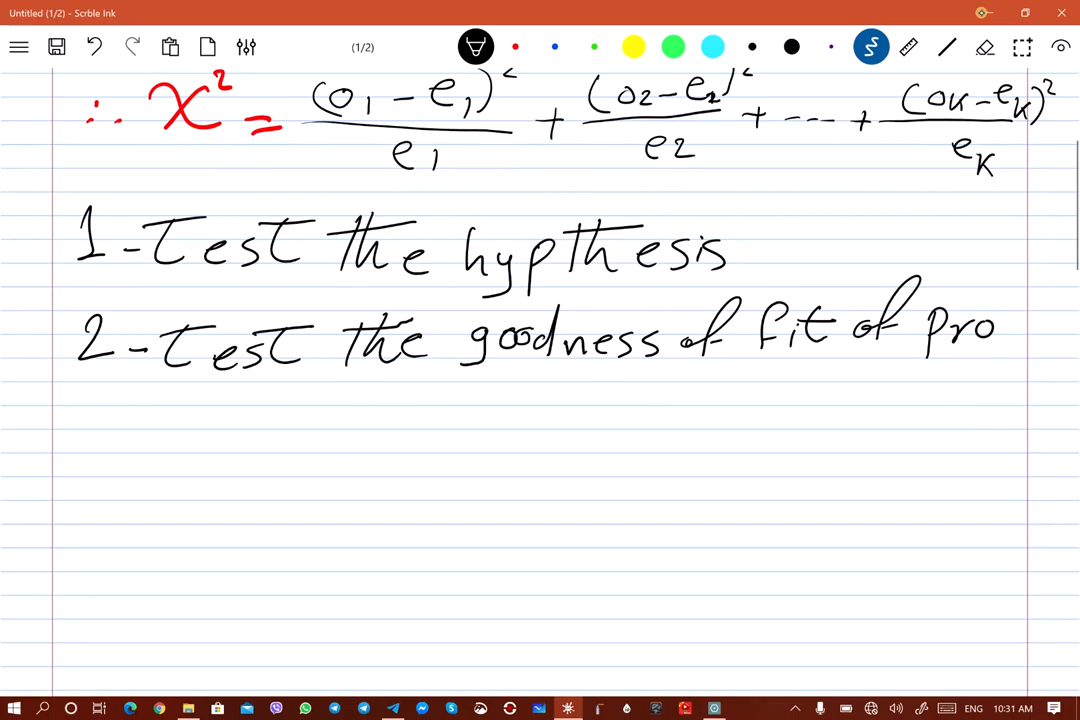 Untitled (1/2) - Scrble Ink
(1/2)
∴ χ² = (o₁ - e₁)²/e₁ + (o₂ - e₂)²/e₂ + ---- + (oₖ - eₖ)²/eₖ
1-Test the hypthesis
2-Test the goodness of fit of pro
ENG 10:31 AM